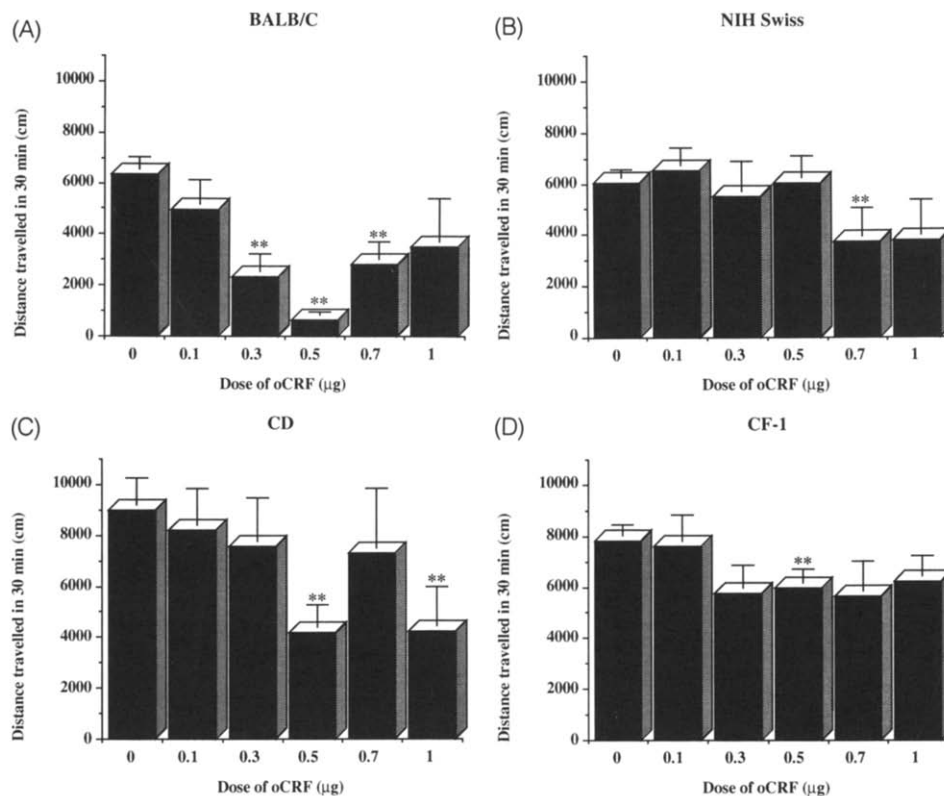 (A)
BALB/C
Distance travelled in 30 min (cm)
10000
8000
6000
4000
2000
0
**
**
**
0 0.1 0.3 0.5 0.7 1
Dose of oCRF (µg)
(B)
NIH Swiss
Distance travelled in 30 min (cm)
10000
8000
6000
4000
2000
0
**
0 0.1 0.3 0.5 0.7 1
Dose of oCRF (µg)
(C)
CD
Distance travelled in 30 min (cm)
10000
8000
6000
4000
2000
0
**
**
0 0.1 0.3 0.5 0.7 1
Dose of oCRF (µg)
(D)
CF-1
Distance travelled in 30 min (cm)
10000
8000
6000
4000
2000
0
**
0 0.1 0.3 0.5 0.7 1
Dose of oCRF (µg)